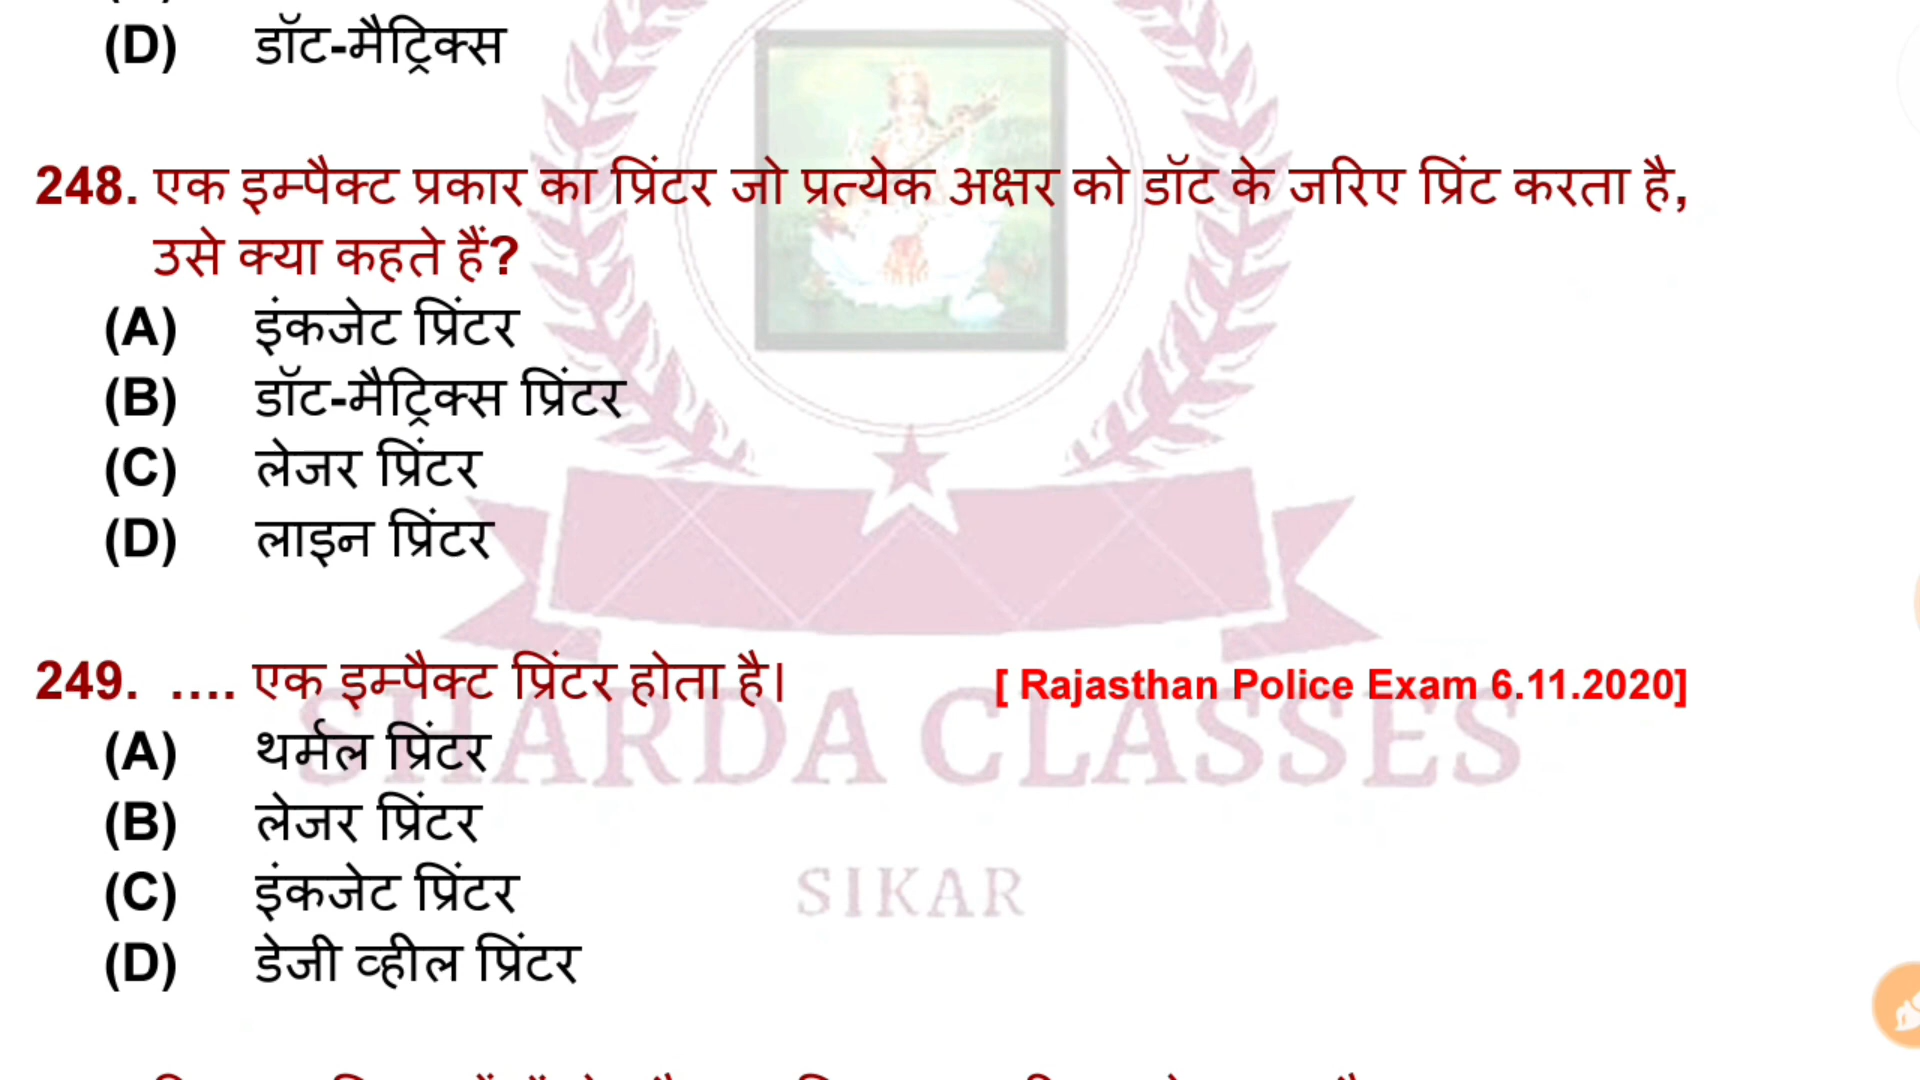 (D) डॉट-मैट्रिक्स
248. एक इम्पैक्ट प्रकार का प्रिंटर जो प्रत्येक अक्षर को डॉट के जरिए प्रिंट करता है,
उसे क्या कहते हैं?
(A) इंकजेट प्रिंटर
(B) डॉट-मैट्रिक्स प्रिंटर
(C) लेजर प्रिंटर
(D) लाइन प्रिंटर
249. .... एक इम्पैक्ट प्रिंटर होता है। [ Rajasthan Police Exam 6.11.2020]
SHARDA CLASSES
(A) थर्मल प्रिंटर
(B) लेजर प्रिंटर
(C) इंकजेट प्रिंटर
SIKAR
(D) डेजी व्हील प्रिंटर